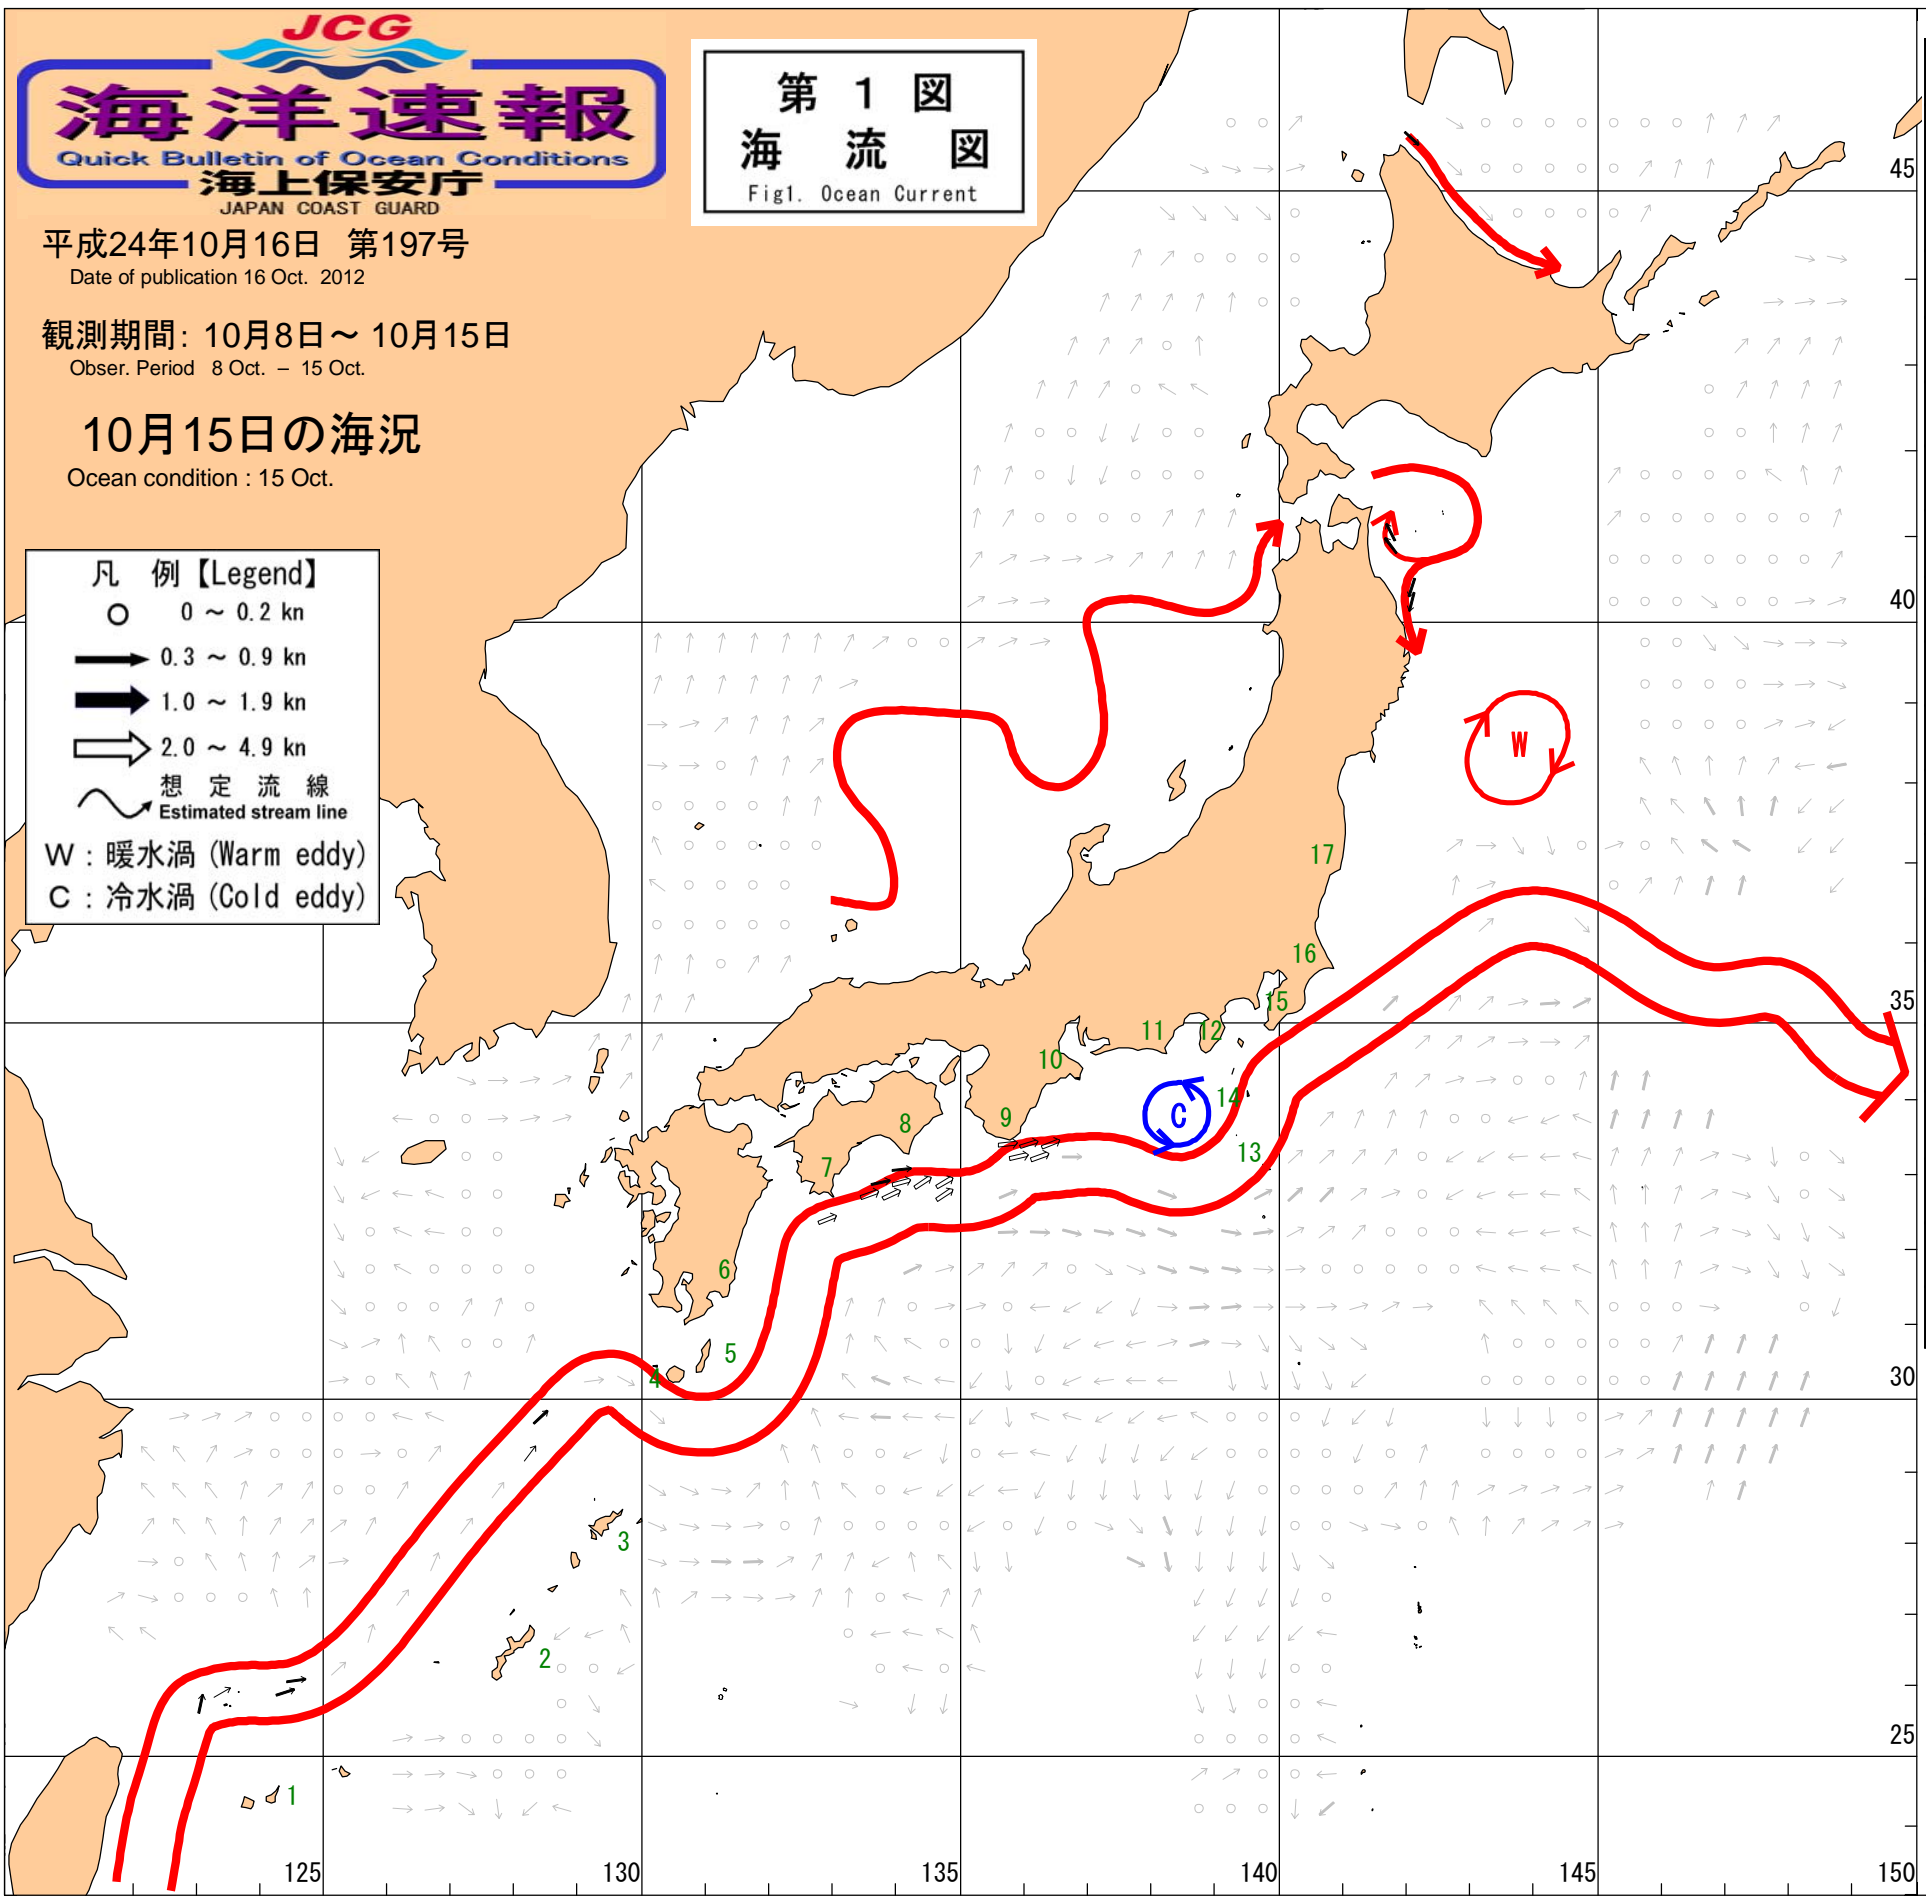 JCG
海洋速報
Quick Bulletin of Ocean Conditions
海上保安庁
JAPAN COAST GUARD
第 1 図
海 流 図
Fig1. Ocean Current
平成24年10月16日 第197号
Date of publication 16 Oct. 2012
観測期間: 10月8日～ 10月15日
Obser. Period 8 Oct. – 15 Oct.
10月15日の海況
Ocean condition : 15 Oct.
凡 例【Legend】
0 ～ 0.2 kn
0.3 ～ 0.9 kn
1.0 ～ 1.9 kn
2.0 ～ 4.9 kn
想 定 流 線
Estimated stream line
W : 暖水渦 (Warm eddy)
C : 冷水渦 (Cold eddy)
45
40
W
17
16
35
15
12
11
10
14
C
9
8
13
7
6
5
4
30
3
2
25
1
125
130
135
140
145
150